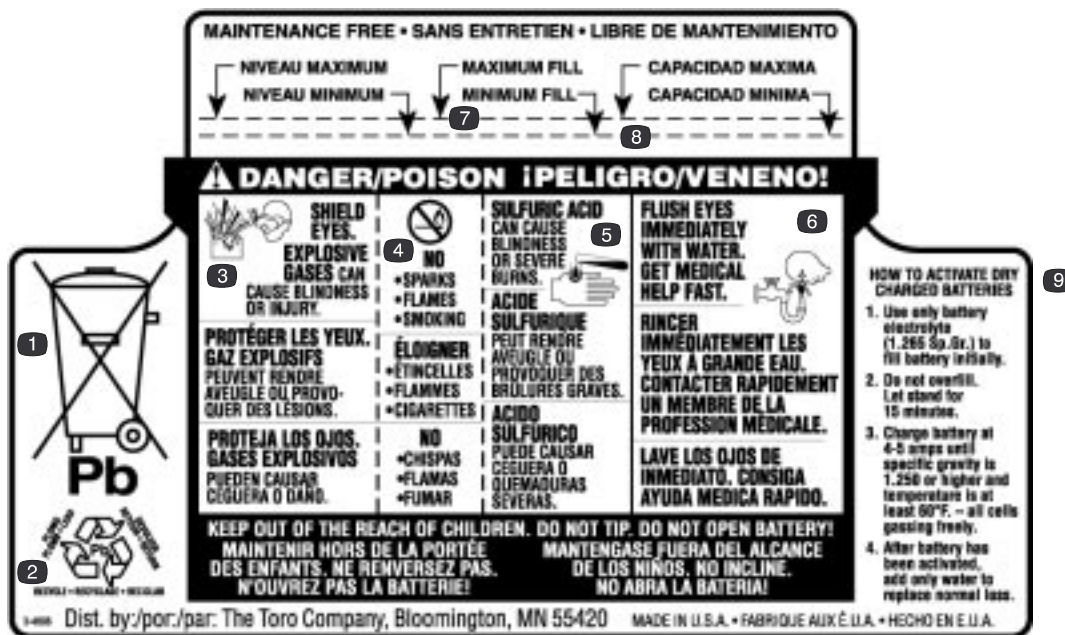 MAINTENANCE FREE • SANS ENTRETIEN • LIBRE DE MANTENIMIENTO
NIVEAU MAXIMUM
MAXIMUM FILL
CAPACIDAD MAXIMA
NIVEAU MINIMUM
MINIMUM FILL
CAPACIDAD MINIMA
7
8
DANGER/POISON ¡PELIGRO/VENENO!
3
SHIELD
EYES.
EXPLOSIVE
GASES CAN
CAUSE BLINDNESS
OR INJURY.
PROTÉGER LES YEUX.
GAZ EXPLOSIFS
PEUVENT RENDRE
AVEUGLE OU PROVO-
QUER DES LÉSIONS.
PROTEJA LOS OJOS.
GASES EXPLOSIVOS
PUEDEN CAUSAR
CEGUERA O DAÑO.
4
NO
•SPARKS
•FLAMES
•SMOKING
ÉLOIGNER
•ÉTINCELLES
•FLAMMES
•CIGARETTES
NO
•CHISPAS
•FLAMAS
•FUMAR
5
SULFURIC ACID
CAN CAUSE
BLINDNESS
OR SEVERE
BURNS.
ACIDE
SULFURIQUE
PEUT RENDRE
AVEUGLE OU
PROVOQUER DES
BRÛLURES GRAVES.
ACIDO
SULFURICO
PUEDE CAUSAR
CEGUERA O
QUEMADURAS
SEVERAS.
6
FLUSH EYES
IMMEDIATELY
WITH WATER.
GET MEDICAL
HELP FAST.
RINCER
IMMÉDIATEMENT LES
YEUX À GRANDE EAU.
CONTACTER RAPIDEMENT
UN MEMBRE DE LA
PROFESSION MÉDICALE.
LAVE LOS OJOS DE
INMEDIATO. CONSIGA
AYUDA MEDICA RAPIDO.
KEEP OUT OF THE REACH OF CHILDREN. DO NOT TIP. DO NOT OPEN BATTERY!
MAINTENIR HORS DE LA PORTÉE
DES ENFANTS. NE RENVERSEZ PAS.
N'OUVREZ PAS LA BATTERIE!
MANTENGASE FUERA DEL ALCANCE
DE LOS NIÑOS, NO INCLINE.
NO ABRA LA BATERIA!
1
Pb
2
RECYCLE • RECYCLAGE • RECICLAR
9
HOW TO ACTIVATE DRY
CHARGED BATTERIES
1. Use only battery
electrolyte
(1.265 Sp.Gr.) to
fill battery initially.
2. Do not overfill.
Let stand for
15 minutes.
3. Charge battery at
4-5 amps until
specific gravity is
1.250 or higher and
temperature is at
least 60°F. – all cells
gassing freely.
4. After battery has
been activated,
add only water to
replace normal loss.
Dist. by:/por:/par: The Toro Company, Bloomington, MN 55420
MADE IN U.S.A. • FABRIQUE AUX É.U.A. • HECHO EN E.U.A.